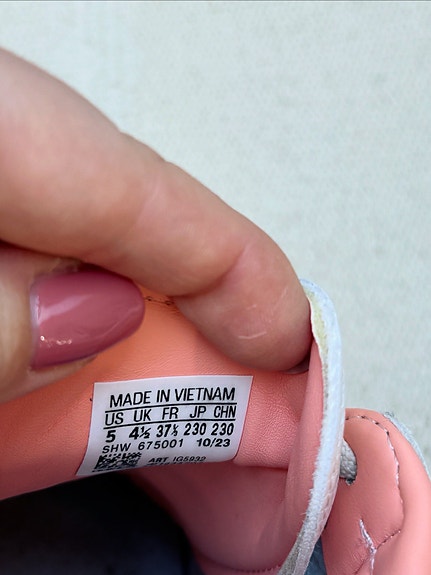 MADE IN VIETNAM
US UK FR JP CHN
5 4½ 37⅓ 230 230
SHW 675001 10/23
ART IG5932